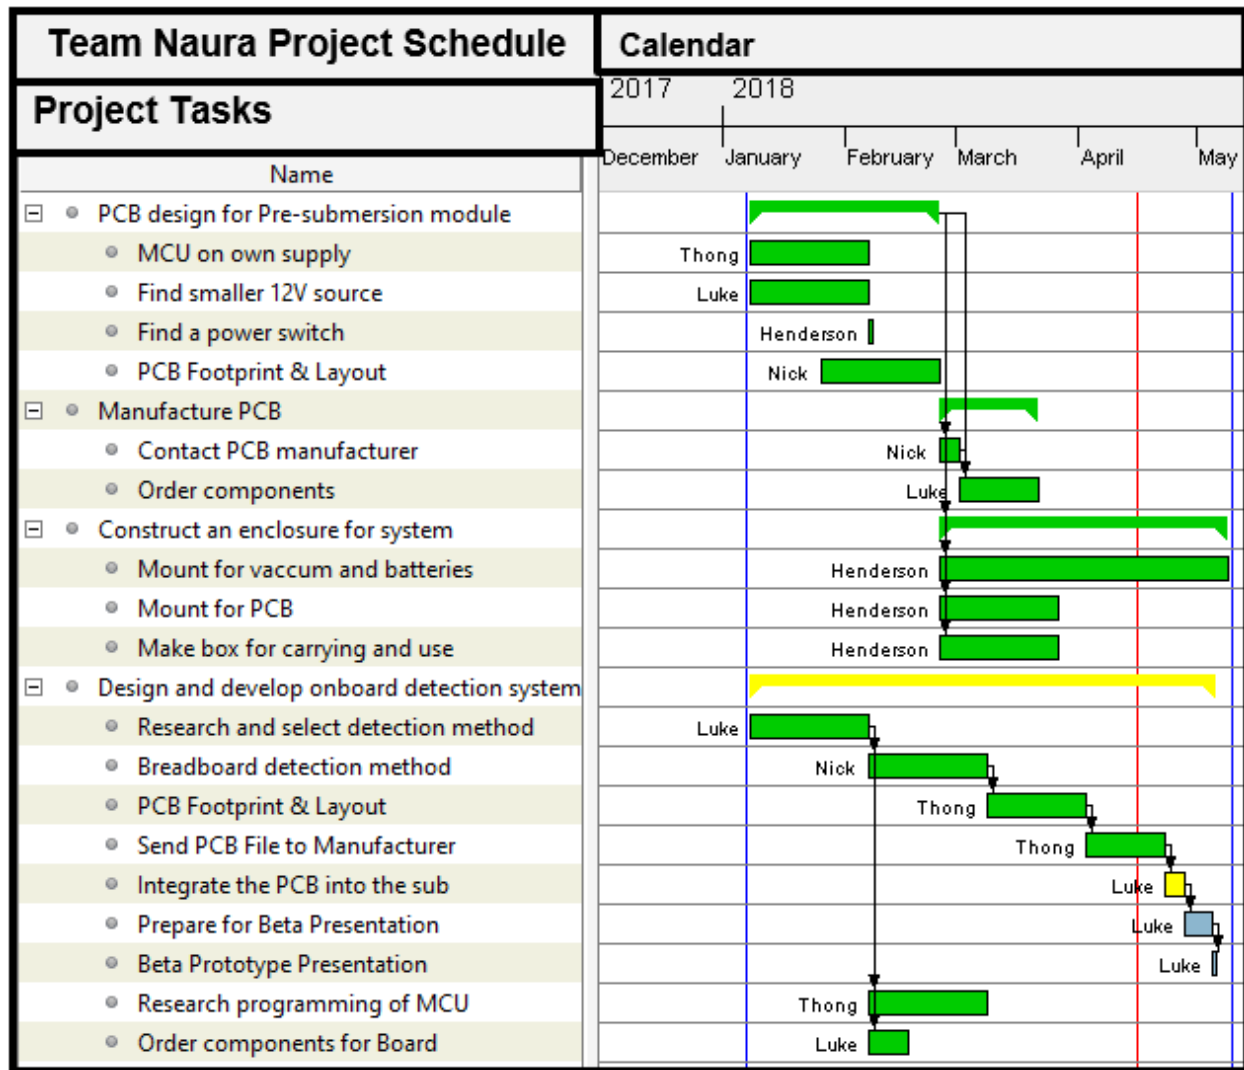 Team Naura Project Schedule
Calendar
Project Tasks
2017 2018
December January February March April May
Name
PCB design for Pre-submersion module
MCU on own supply
Thong
Find smaller 12V source
Luke
Find a power switch
Henderson
PCB Footprint & Layout
Nick
Manufacture PCB
Contact PCB manufacturer
Nick
Order components
Luke
Construct an enclosure for system
Mount for vaccum and batteries
Henderson
Mount for PCB
Henderson
Make box for carrying and use
Henderson
Design and develop onboard detection system
Research and select detection method
Luke
Breadboard detection method
Nick
PCB Footprint & Layout
Thong
Send PCB File to Manufacturer
Thong
Integrate the PCB into the sub
Luke
Prepare for Beta Presentation
Luke
Beta Prototype Presentation
Luke
Research programming of MCU
Thong
Order components for Board
Luke